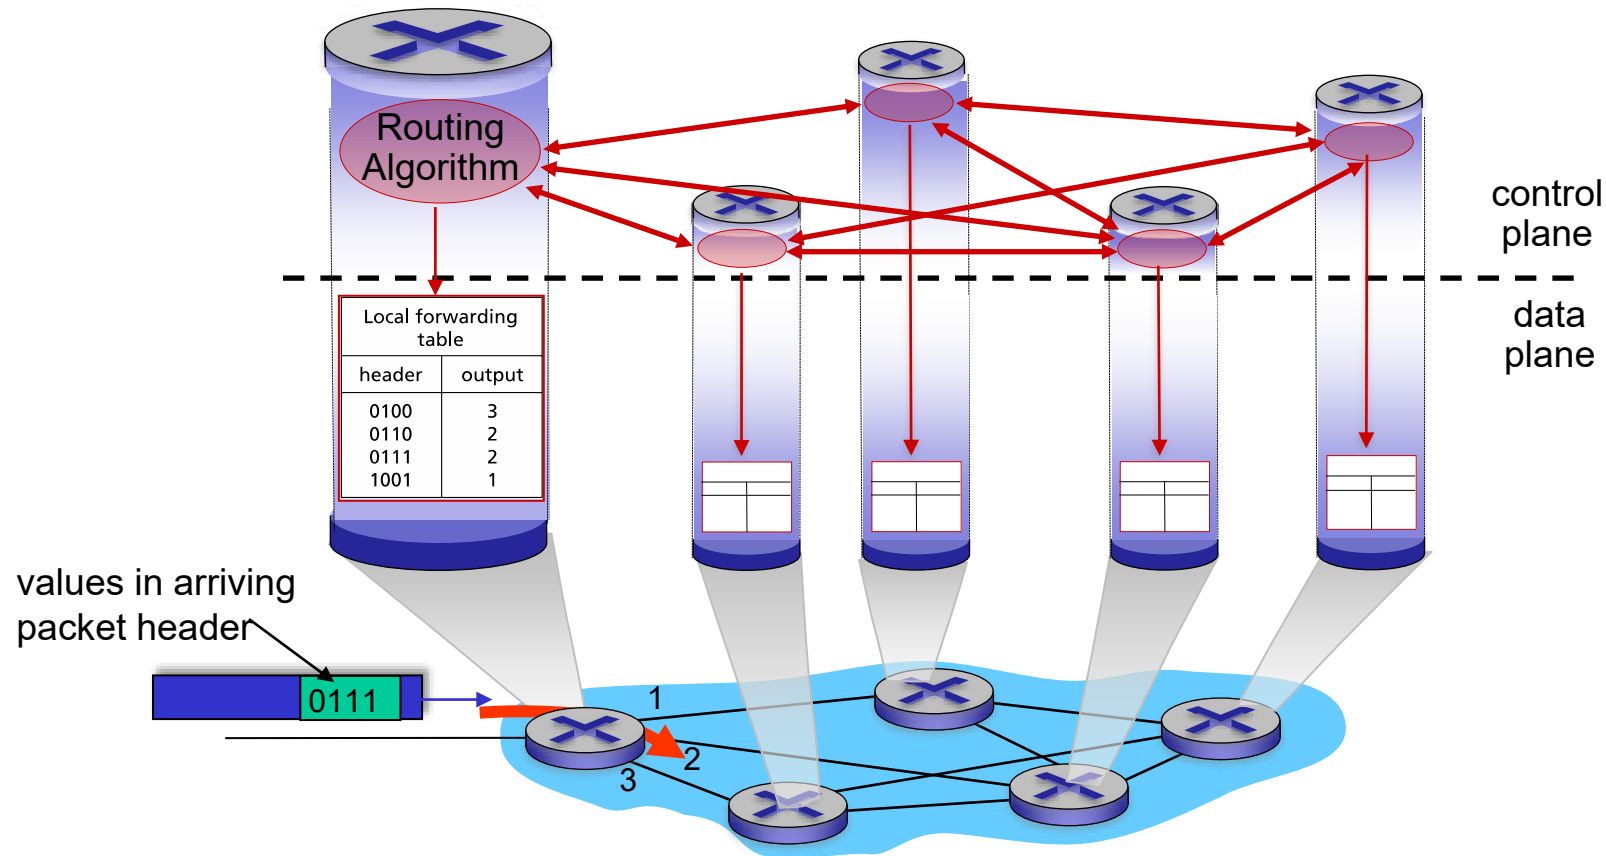 Routing
Algorithm
control
plane
data
plane
Local forwarding
table
header output
0100 3
0110 2
0111 2
1001 1
values in arriving
packet header
0111
1
2
3